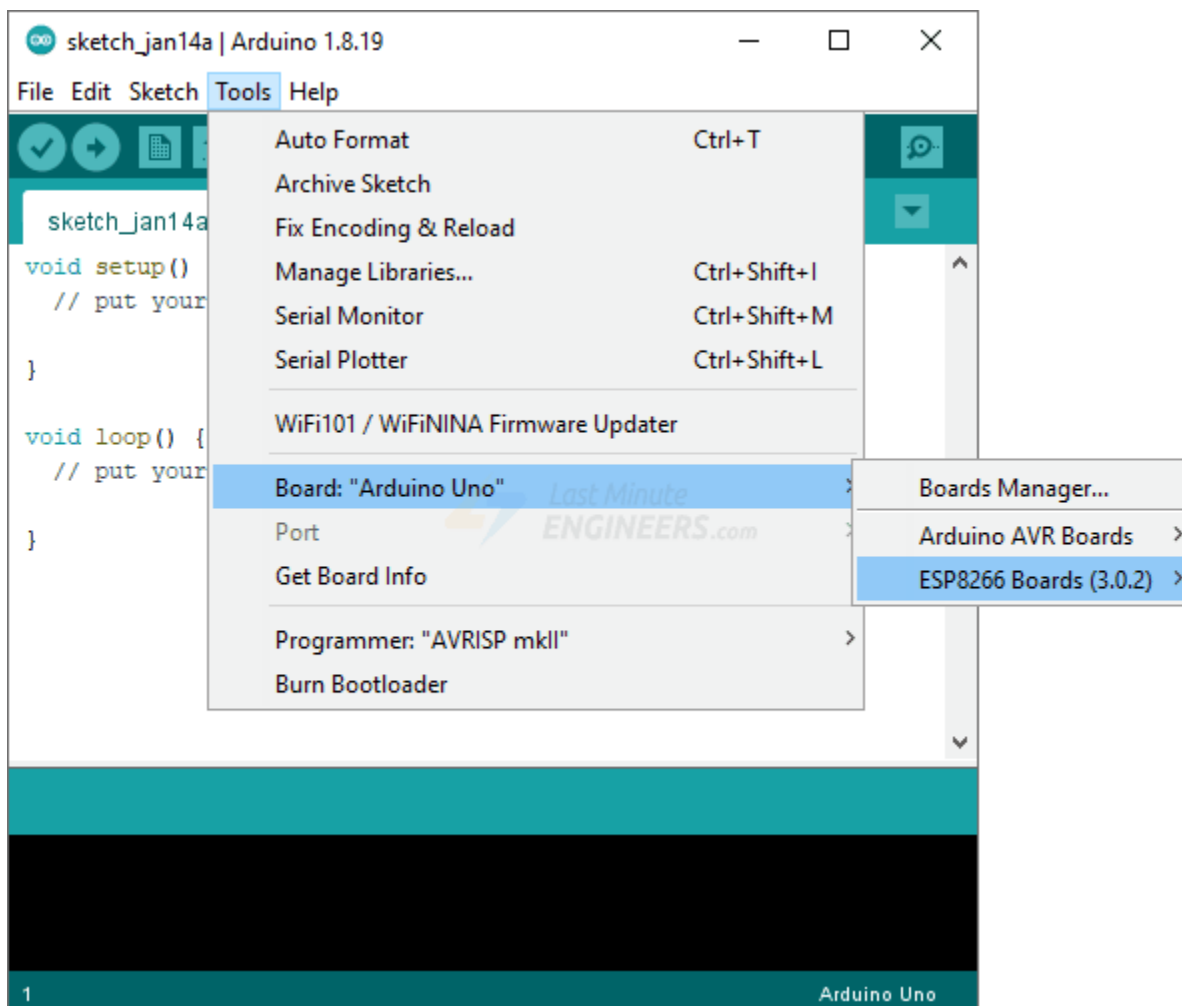 sketch_jan14a | Arduino 1.8.19
File Edit Sketch Tools Help
sketch_jan14a
void setup()
// put your
}
void loop() {
// put your
}
Auto Format Ctrl+T
Archive Sketch
Fix Encoding & Reload
Manage Libraries... Ctrl+Shift+I
Serial Monitor Ctrl+Shift+M
Serial Plotter Ctrl+Shift+L
WiFi101 / WiFiNINA Firmware Updater
Board: "Arduino Uno"
Port
Get Board Info
Programmer: "AVRISP mkII"
Burn Bootloader
Boards Manager...
Arduino AVR Boards
ESP8266 Boards (3.0.2)
Last Minute
ENGINEERS.com
1 Arduino Uno